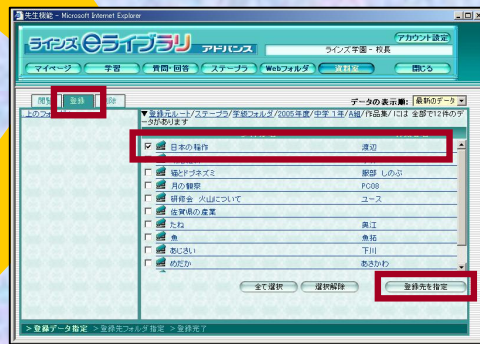 先生機能 - Microsoft Internet Explorer
アカウント設定
ラインズ eライブラリ アドバンス
ラインズ学園 - 校長
マイページ 学習 質問・回答 ステープラ Webフォルダ 資料室 閉じる
閲覧 登録 削除
データの表示順: 最新のデータ
上のフォ
▼登録元ルート/ステープラ/学級フォルダ/2005年度/中学1年/A組/作品集/には 全部で12件のデータがあります
日本の稲作 渡辺
猫とドブネズミ 服部 しのぶ
月の観察 PC08
研修会 火山について ユース
佐賀県の産業
たね 奥江
魚 魚拓
あじさい 下川
めだか あさかわ
全て選択 選択解除 登録先を指定
>登録データ指定 >登録先フォルダ指定 >登録完了